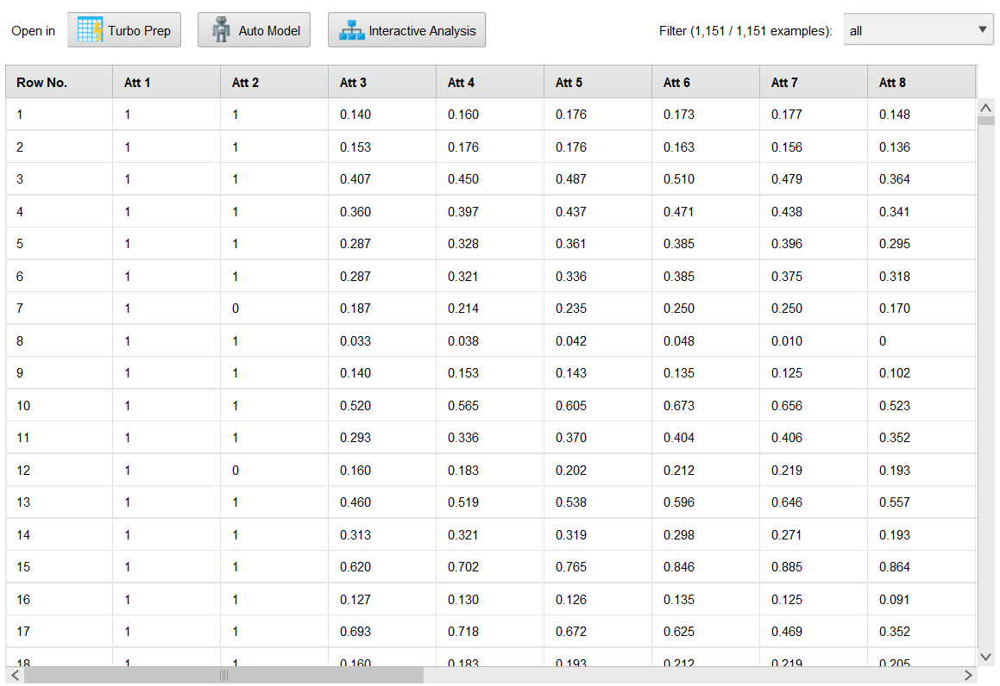 Open in Turbo Prep Auto Model Interactive Analysis Filter (1,151 / 1,151 examples): all
Row No. Att 1 Att 2 Att 3 Att 4 Att 5 Att 6 Att 7 Att 8
1 1 1 0.140 0.160 0.176 0.173 0.177 0.148
2 1 1 0.153 0.176 0.176 0.163 0.156 0.136
3 1 1 0.407 0.450 0.487 0.510 0.479 0.364
4 1 1 0.360 0.397 0.437 0.471 0.438 0.341
5 1 1 0.287 0.328 0.361 0.385 0.396 0.295
6 1 1 0.287 0.321 0.336 0.385 0.375 0.318
7 1 0 0.187 0.214 0.235 0.250 0.250 0.170
8 1 1 0.033 0.038 0.042 0.048 0.010 0
9 1 1 0.140 0.153 0.143 0.135 0.125 0.102
10 1 1 0.520 0.565 0.605 0.673 0.656 0.523
11 1 1 0.293 0.336 0.370 0.404 0.406 0.352
12 1 0 0.160 0.183 0.202 0.212 0.219 0.193
13 1 1 0.460 0.519 0.538 0.596 0.646 0.557
14 1 1 0.313 0.321 0.319 0.298 0.271 0.193
15 1 1 0.620 0.702 0.765 0.846 0.885 0.864
16 1 1 0.127 0.130 0.126 0.135 0.125 0.091
17 1 1 0.693 0.718 0.672 0.625 0.469 0.352
18 1 1 0.160 0.183 0.193 0.212 0.219 0.205